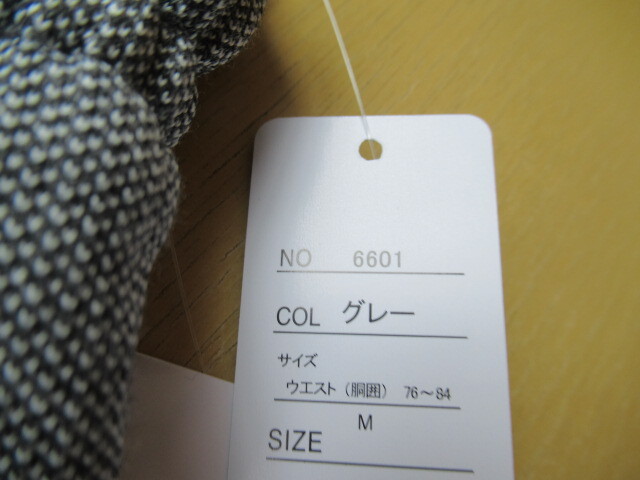 NO 6601
COL グレー
サイズ
ウエスト (胴囲) 76～84
M
SIZE